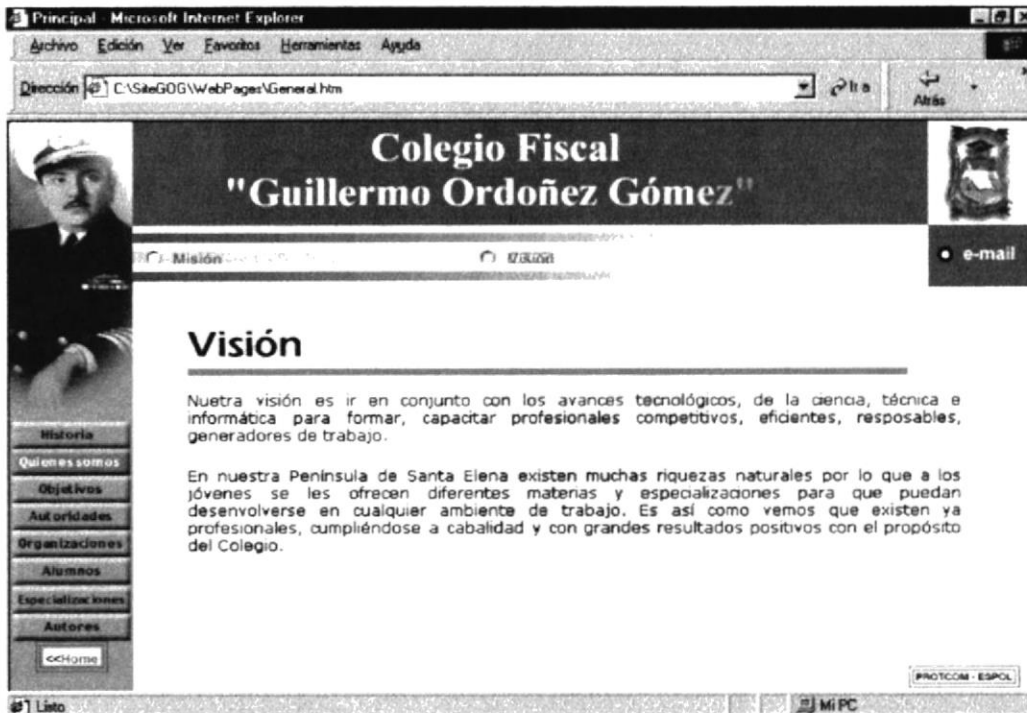 Principal - Microsoft Internet Explorer
Archivo Edición Ver Favoritos Herramientas Ayuda
Dirección C:\SiteGOG\WebPages\General.htm Ir a Atrás
Colegio Fiscal
"Guillermo Ordoñez Gómez"
Misión Visión e-mail
Visión
Nuetra visión es ir en conjunto con los avances tecnológicos, de la ciencia, técnica e
informática para formar, capacitar profesionales competitivos, eficientes, resposables,
generadores de trabajo.
En nuestra Península de Santa Elena existen muchas riquezas naturales por lo que a los
jóvenes se les ofrecen diferentes materias y especializaciones para que puedan
desenvolverse en cualquier ambiente de trabajo. Es así como vemos que existen ya
profesionales, cumpliéndose a cabalidad y con grandes resultados positivos con el propósito
del Colegio.
Historia
Quienes somos
Objetivos
Autoridades
Organizaciones
Alumnos
Especializaciones
Autores
<<Home
PROTCOM - ESPOL
Listo Mi PC